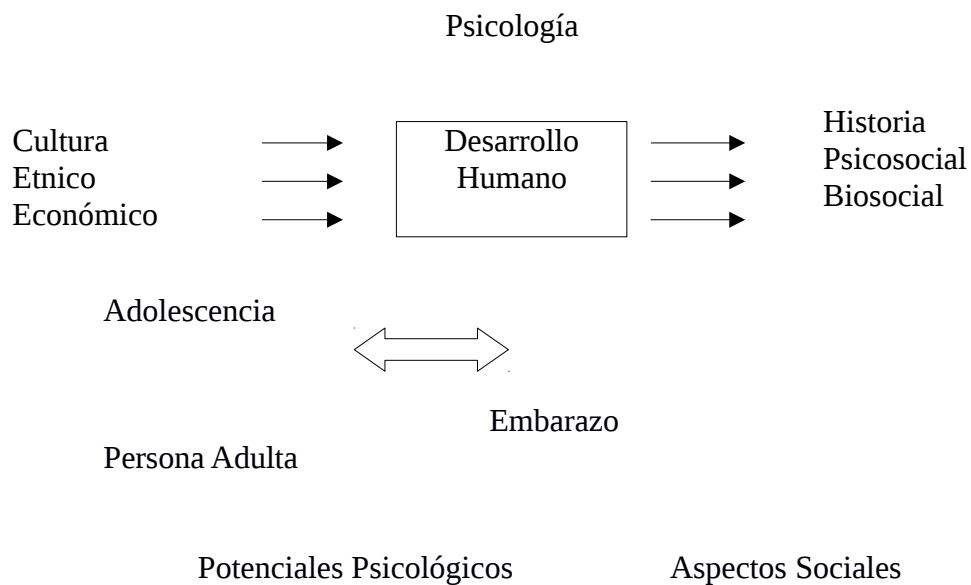 Psicología
Cultura
Etnico
Económico
Desarrollo
Humano
Historia
Psicosocial
Biosocial
Adolescencia
Embarazo
Persona Adulta
Potenciales Psicológicos
Aspectos Sociales